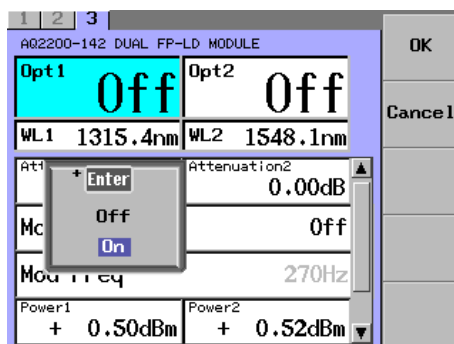 1 2 3
AQ2200-142 DUAL FP-LD MODULE
OK
Opt1 Off Opt2 Off
Cancel
WL1 1315.4nm WL2 1548.1nm
Attenuation2
+ Enter
0.00dB
Off
Off
On
270Hz
Power1 Power2
+ 0.50dBm + 0.52dBm